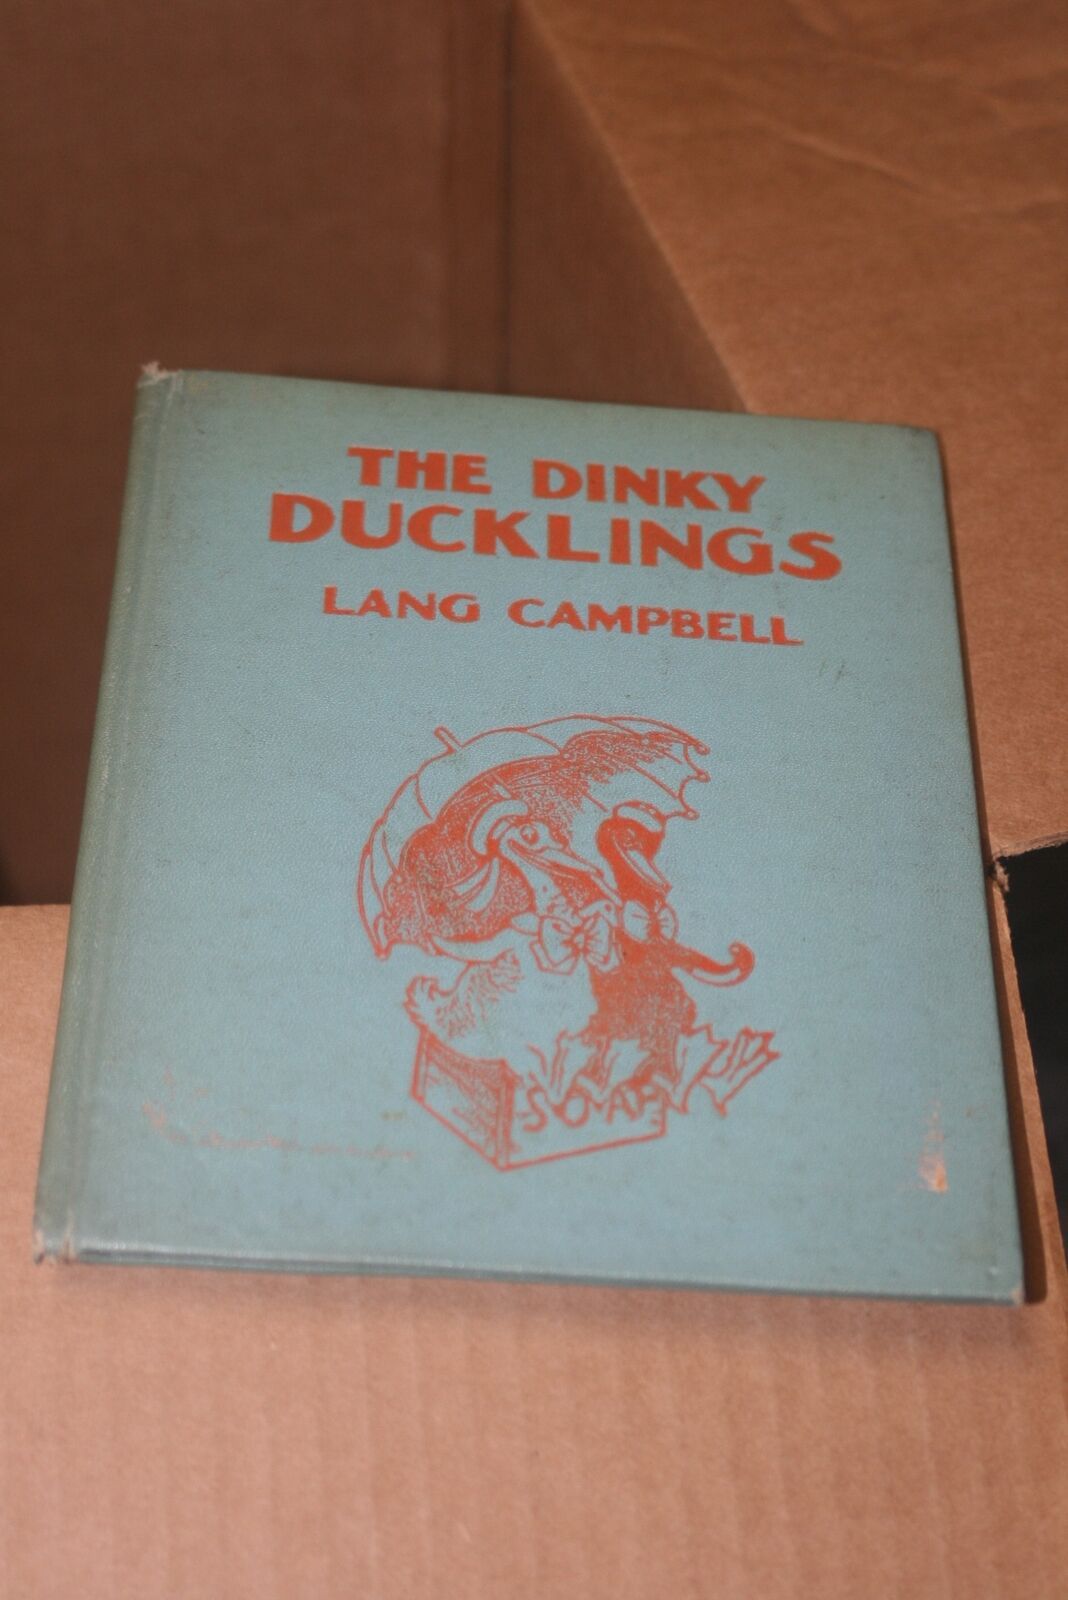 THE DINKY
DUCKLINGS
LANG CAMPBELL
SOAP